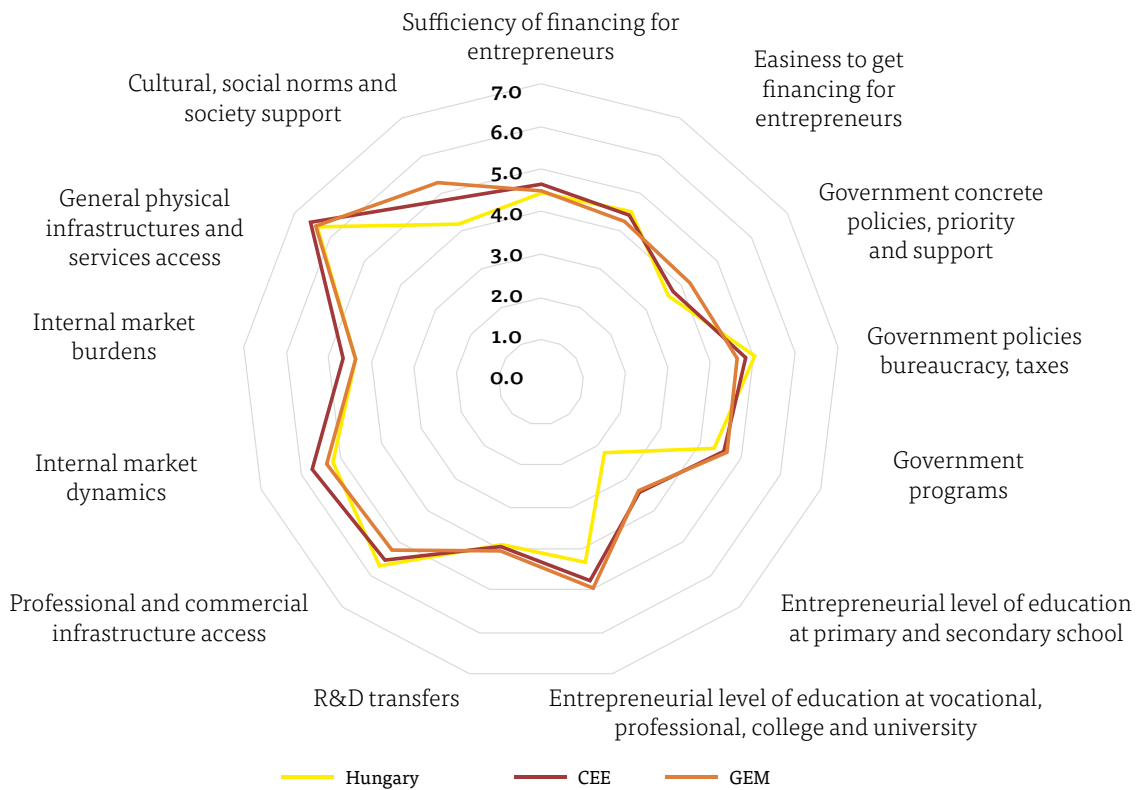 Sufficiency of financing for
entrepreneurs
Easiness to get
financing for
entrepreneurs
Government concrete
policies, priority
and support
Government policies
bureaucracy, taxes
Government
programs
Entrepreneurial level of education
at primary and secondary school
Entrepreneurial level of education at vocational,
professional, college and university
R&D transfers
Professional and commercial
infrastructure access
Internal market
dynamics
Internal market
burdens
General physical
infrastructures and
services access
Cultural, social norms and
society support
7.0
6.0
5.0
4.0
3.0
2.0
1.0
0.0
Hungary
CEE
GEM